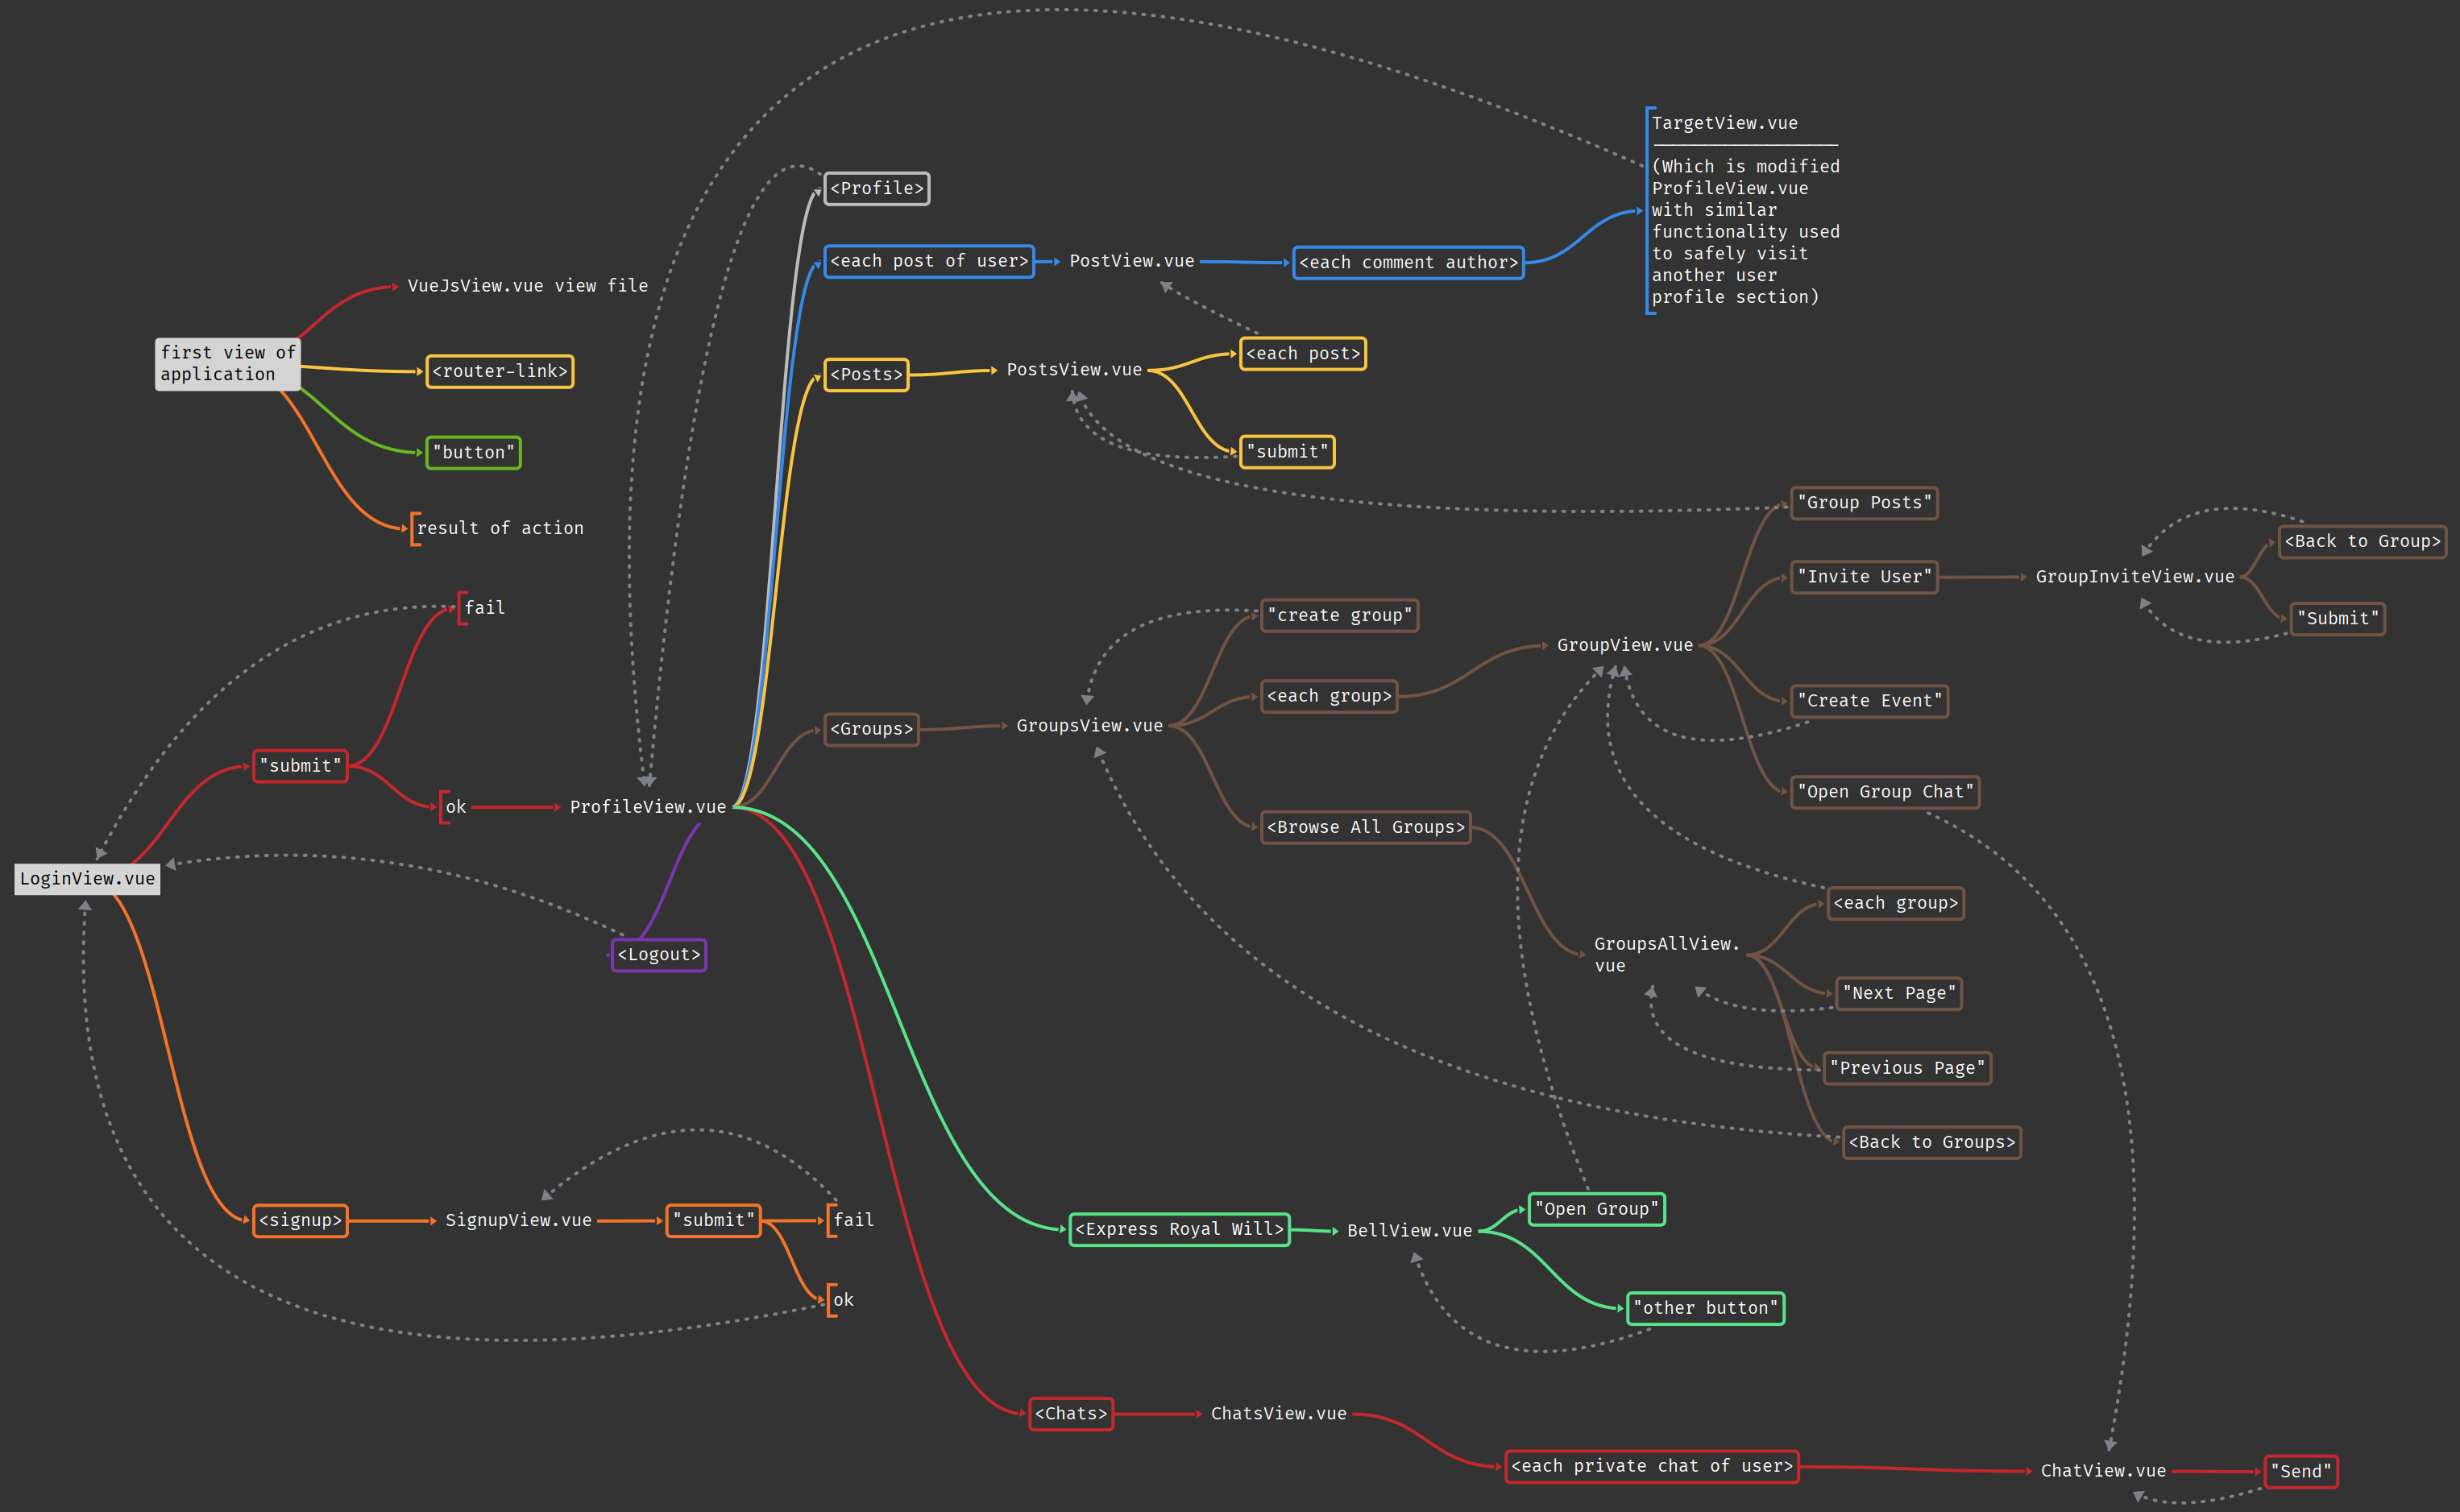 TargetView.vue
(Which is modified
ProfileView.vue
with similar
functionality used
to safely visit
another user
profile section)
<Profile>
<each post of user>
PostView.vue
<each comment author>
VueJsView.vue view file
first view of
application
<router-link>
"button"
result of action
<each post>
<Posts>
PostsView.vue
"submit"
"Group Posts"
<Back to Group>
"Invite User"
GroupInviteView.vue
"Submit"
fail
"create group"
GroupView.vue
<each group>
"Create Event"
<Groups>
GroupsView.vue
"submit"
ok
ProfileView.vue
"Open Group Chat"
<Browse All Groups>
LoginView.vue
<each group>
<Logout>
GroupsAllView.
vue
"Next Page"
"Previous Page"
<Back to Groups>
<signup>
SignupView.vue
"submit"
fail
ok
"Open Group"
<Express Royal Will>
BellView.vue
"other button"
<Chats>
ChatsView.vue
<each private chat of user>
ChatView.vue
"Send"